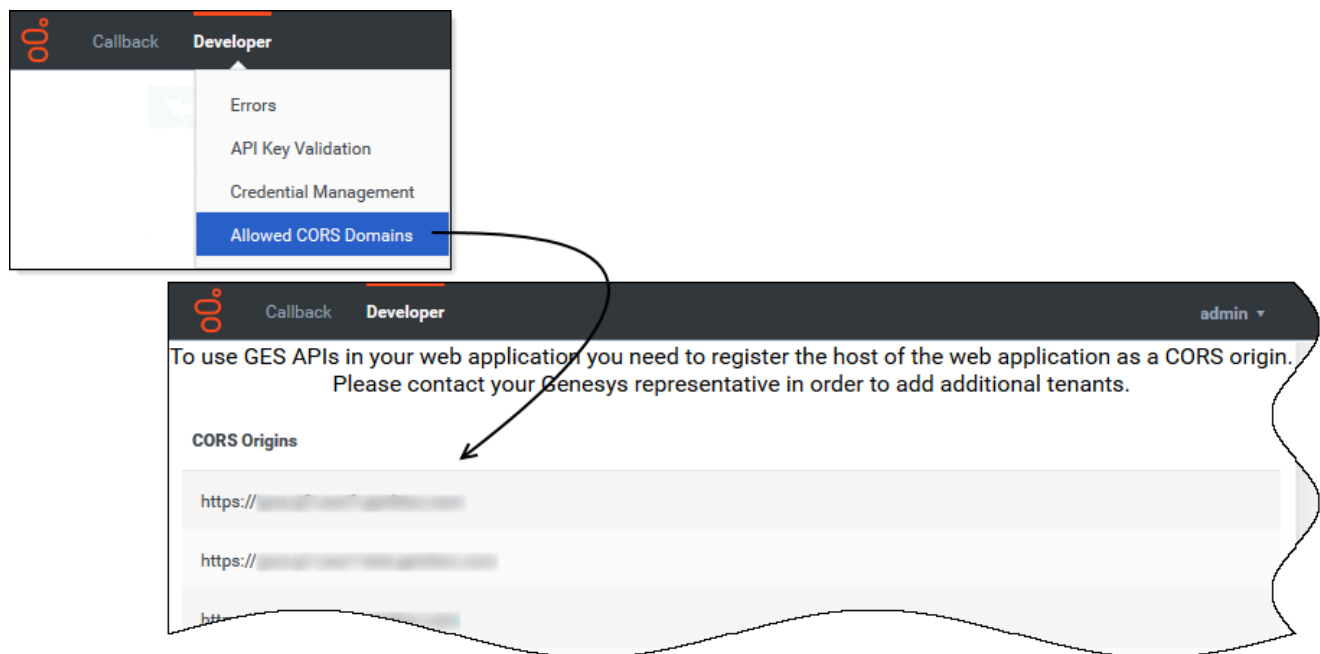 Callback Developer
Errors
API Key Validation
Credential Management
Allowed CORS Domains
Callback Developer admin
To use GES APIs in your web application you need to register the host of the web application as a CORS origin.
Please contact your Genesys representative in order to add additional tenants.
CORS Origins
https://
https://